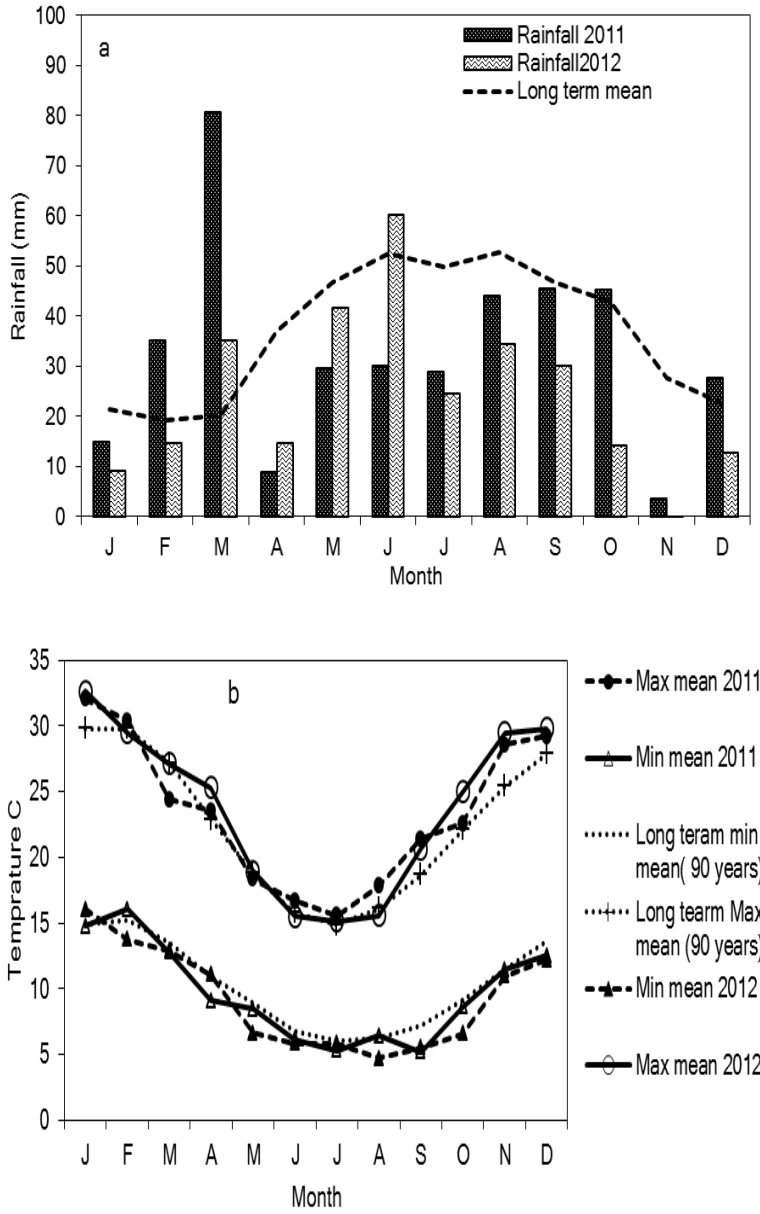 a
Rainfall 2011
Rainfall2012
Long term mean
100
90
80
70
60
50
40
30
20
10
0
Rainfall (mm)
J F M A M J J A S O N D
Month
b
35
30
25
20
15
10
5
0
Temprature C
J F M A M J J A S O N D
Month
Max mean 2011
Min mean 2011
Long teram min
mean( 90 years)
Long tearm Max
mean (90 years)
Min mean 2012
Max mean 2012